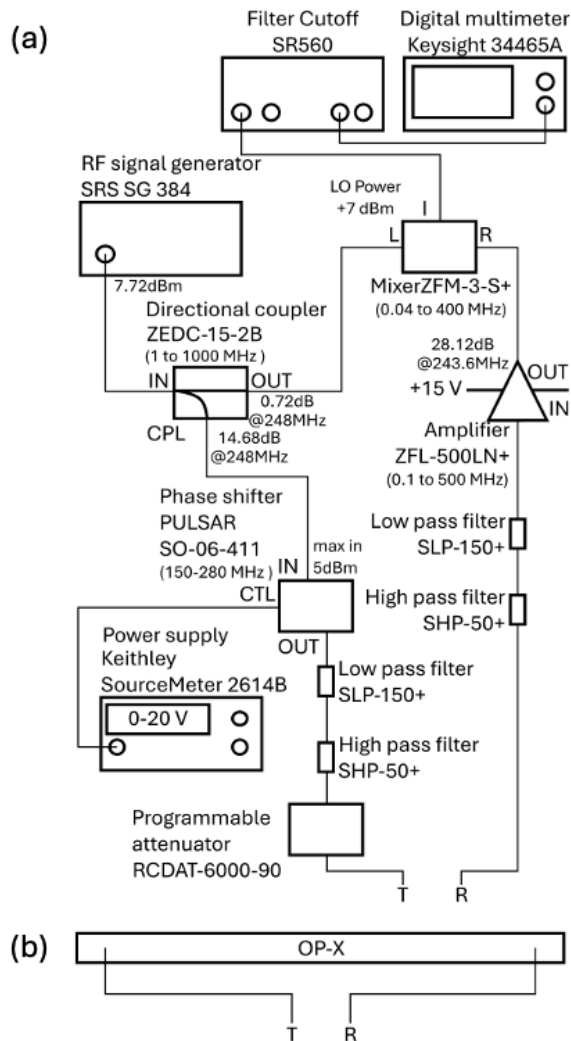 (a)
Filter Cutoff
SR560
Digital multimeter
Keysight 34465A
RF signal generator
SRS SG 384
7.72dBm
LO Power
+7 dBm
I
L
R
MixerZFM-3-S+
(0.04 to 400 MHz)
Directional coupler
ZEDC-15-2B
(1 to 1000 MHz )
IN
OUT
0.72dB
@248MHz
CPL
14.68dB
@248MHz
28.12dB
@243.6MHz
OUT
+15 V
IN
Amplifier
ZFL-500LN+
(0.1 to 500 MHz)
Phase shifter
PULSAR
SO-06-411
(150-280 MHz )
IN
max in
5dBm
CTL
OUT
Low pass filter
SLP-150+
High pass filter
SHP-50+
Power supply
Keithley
SourceMeter 2614B
0-20 V
Low pass filter
SLP-150+
High pass filter
SHP-50+
Programmable
attenuator
RCDAT-6000-90
T
R
(b)
OP-X
T
R